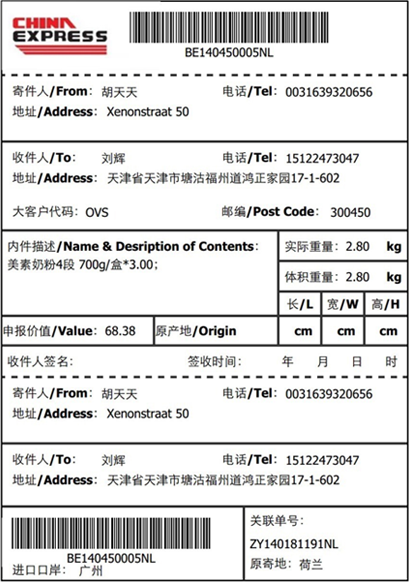 CHINA
EXPRESS
BE140450005NL
寄件人/From: 胡天天 电话/Tel: 0031639320656
地址/Address: Xenonstraat 50
收件人/To: 刘辉 电话/Tel: 15122473047
地址/Address: 天津省天津市塘沽福州道鸿正家园17-1-602
大客户代码: OVS 邮编/Post Code: 300450
内件描述/Name & Desription of Contents:
美素奶粉4段 700g/盒*3.00;
实际重量: 2.80 kg
体积重量: 2.80 kg
长/L 宽/W 高/H
cm cm cm
申报价值/Value: 68.38 原产地/Origin
收件人签名: 签收时间: 年 月 日 时
寄件人/From: 胡天天 电话/Tel: 0031639320656
地址/Address: Xenonstraat 50
收件人/To: 刘辉 电话/Tel: 15122473047
地址/Address: 天津省天津市塘沽福州道鸿正家园17-1-602
BE140450005NL
进口口岸: 广州
关联单号:
ZY140181191NL
原寄地: 荷兰